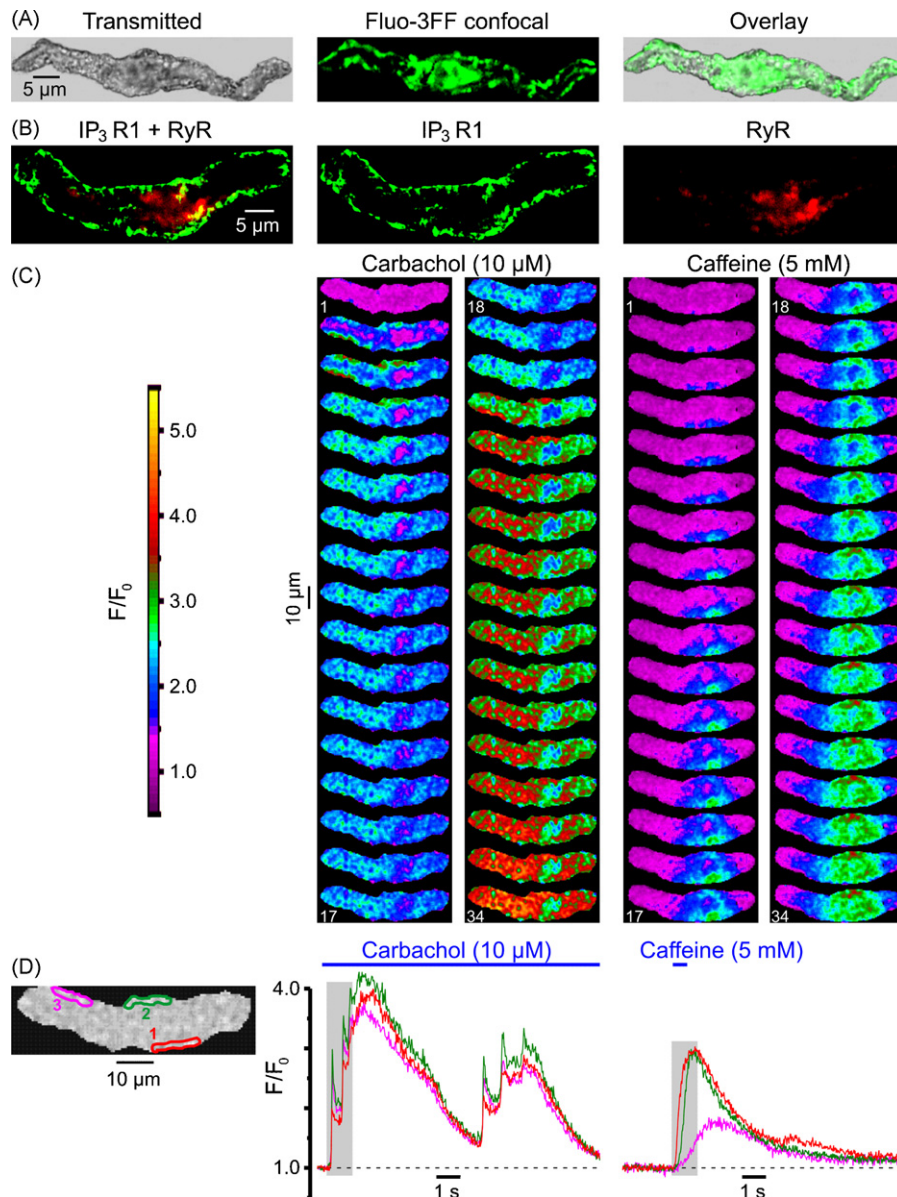 (A) Transmitted Fluo-3FF confocal Overlay
5 µm
(B) IP₃ R1 + RyR IP₃ R1 RyR
5 µm
(C) Carbachol (10 µM) Caffeine (5 mM)
1 18 1 18
5.0
4.0
3.0
2.0
1.0
F/F₀
10 µm
17 34 17 34
(D) Carbachol (10 µM) Caffeine (5 mM)
3 2 1
10 µm
4.0
F/F₀
1.0
1 s 1 s